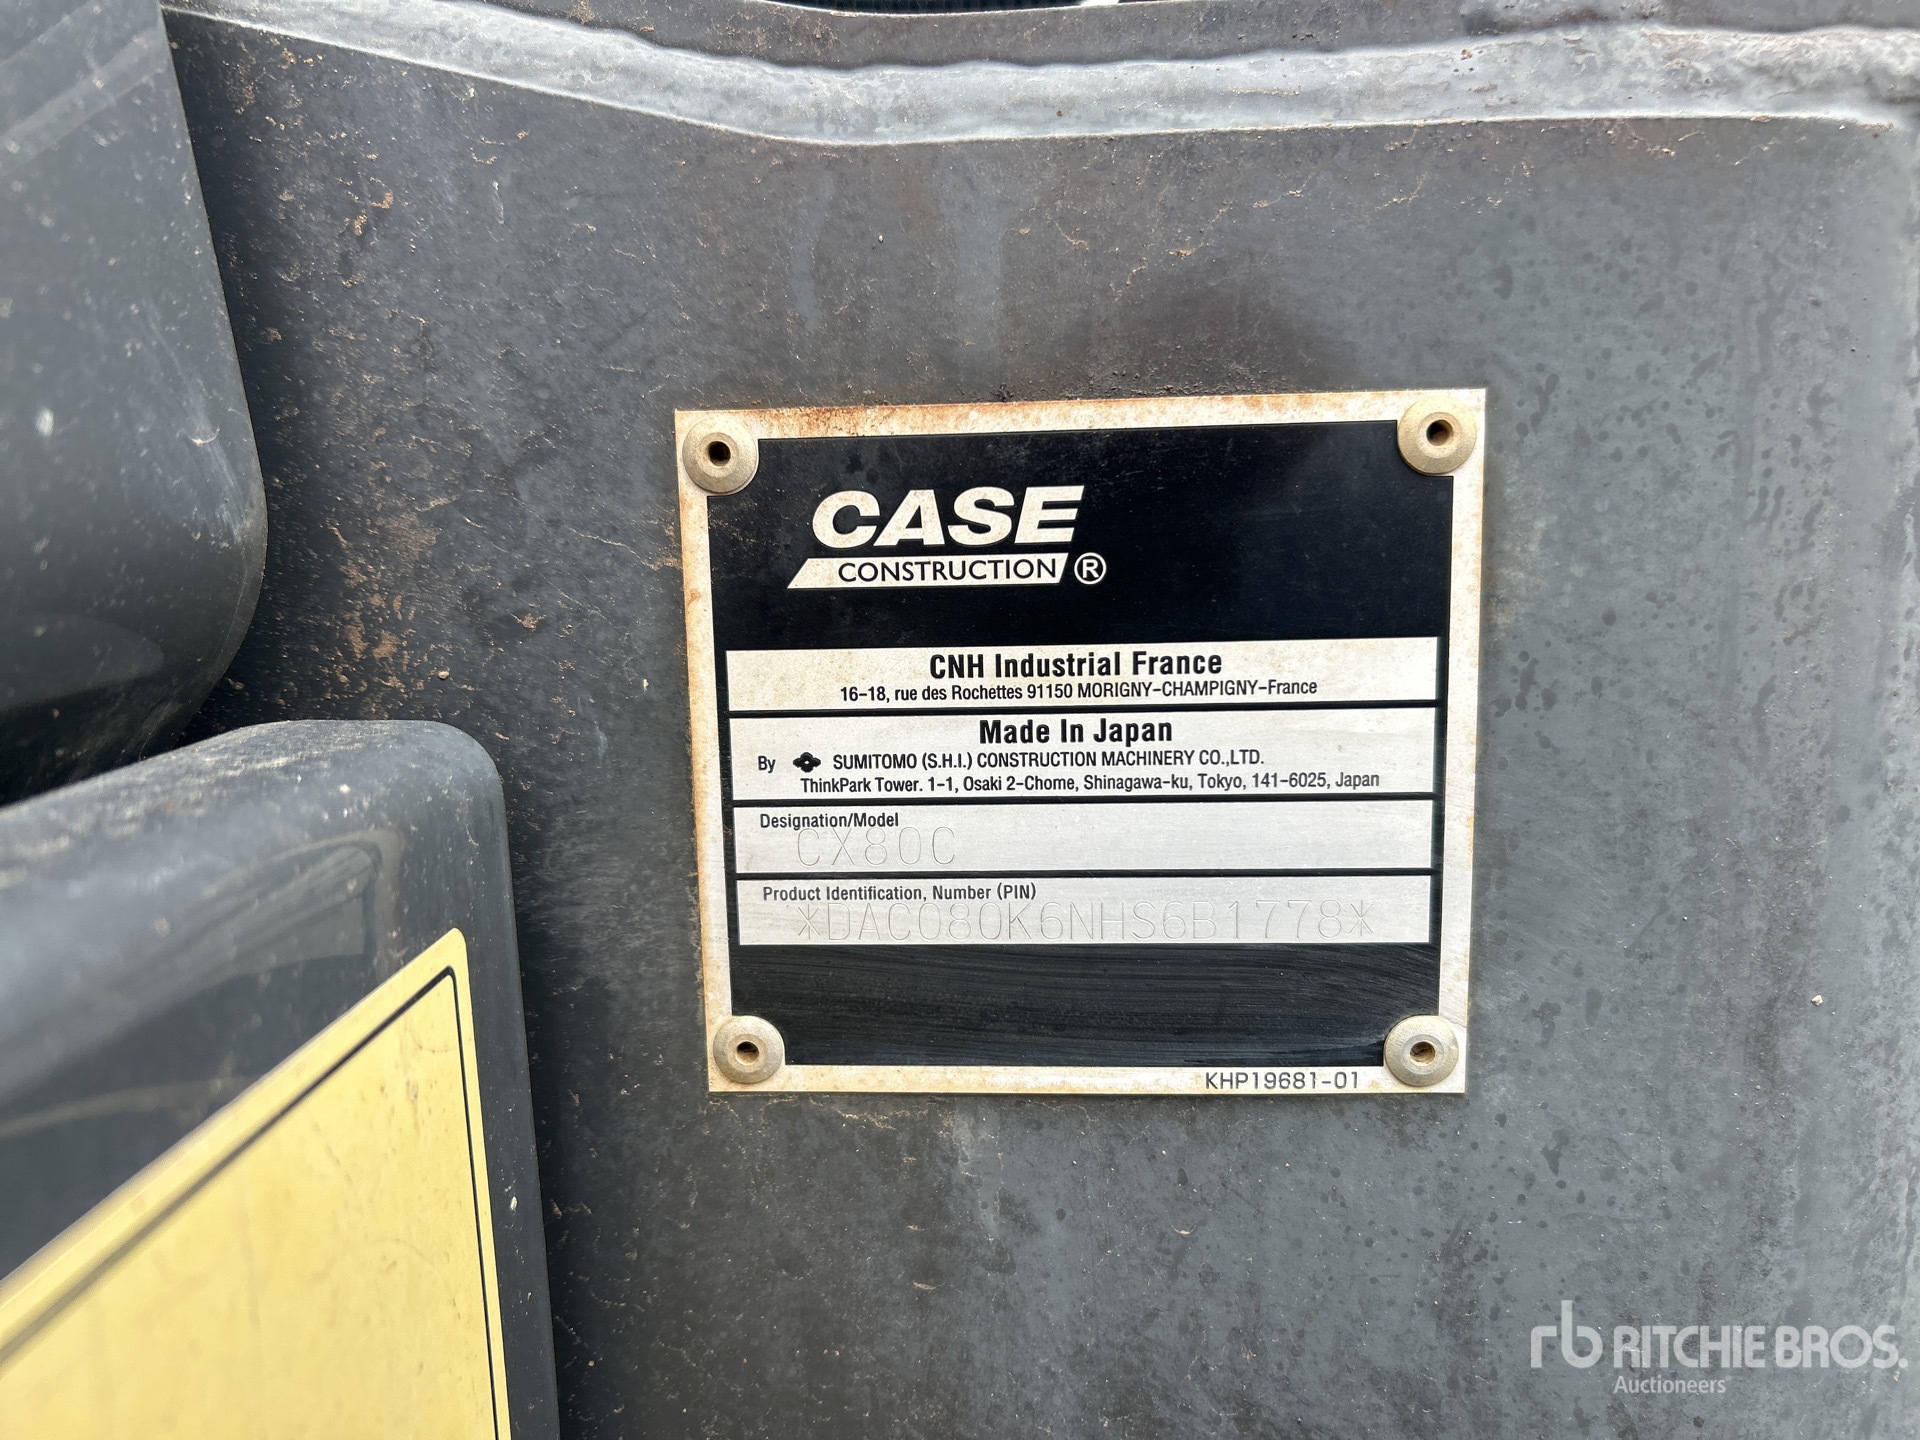 CASE
CONSTRUCTION ®
CNH Industrial France
16-18, rue des Rochettes 91150 MORIGNY-CHAMPIGNY-France
Made In Japan
By SUMITOMO (S.H.I.) CONSTRUCTION MACHINERY CO.,LTD.
ThinkPark Tower. 1-1, Osaki 2-Chome, Shinagawa-ku, Tokyo, 141-6025, Japan
Designation/Model
CX80C
Product Identification, Number (PIN)
*DAC080K6NHS6B1778*
KHP19681-01
rb RITCHIE BROS.
Auctioneers